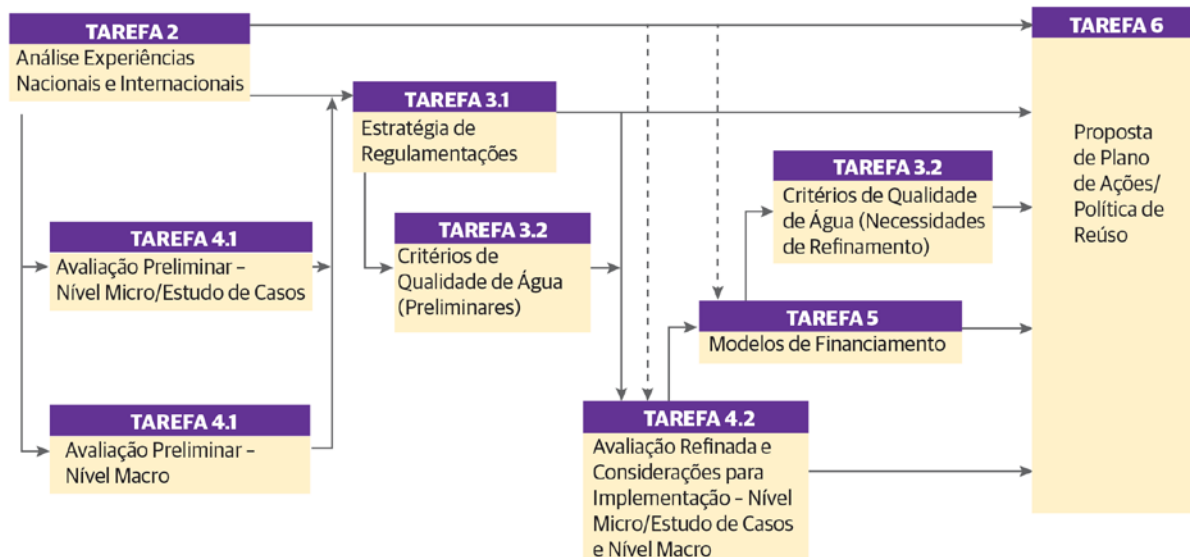 TAREFA 2
Análise Experiências
Nacionais e Internacionais
TAREFA 6
Proposta
de Plano
de Ações/
Política de
Reúso
TAREFA 3.1
Estratégia de
Regulamentações
TAREFA 3.2
Critérios de Qualidade
de Água (Necessidades
de Refinamento)
TAREFA 4.1
Avaliação Preliminar –
Nível Micro/Estudo de Casos
TAREFA 3.2
Critérios de
Qualidade de Água
(Preliminares)
TAREFA 5
Modelos de Financiamento
TAREFA 4.1
Avaliação Preliminar –
Nível Macro
TAREFA 4.2
Avaliação Refinada e
Considerações para
Implementação – Nível
Micro/Estudo de Casos
e Nível Macro